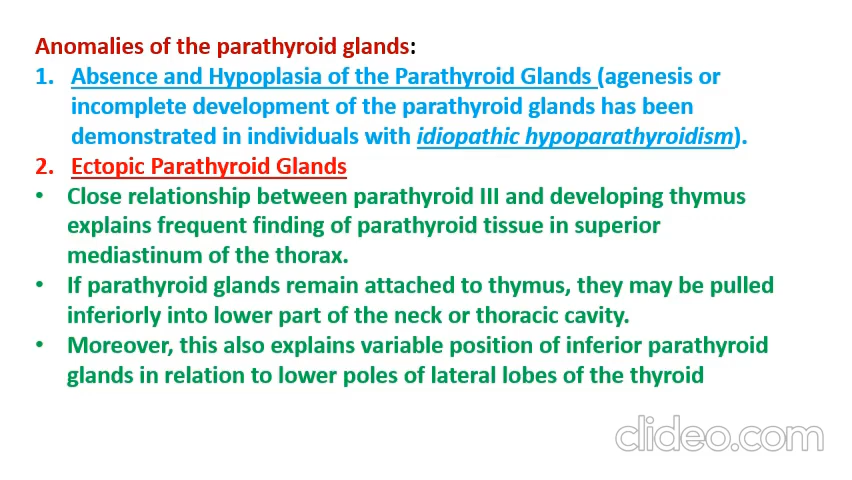 Anomalies of the parathyroid glands:
1. Absence and Hypoplasia of the Parathyroid Glands (agenesis or
incomplete development of the parathyroid glands has been
demonstrated in individuals with idiopathic hypoparathyroidism).
2. Ectopic Parathyroid Glands
• Close relationship between parathyroid III and developing thymus
explains frequent finding of parathyroid tissue in superior
mediastinum of the thorax.
• If parathyroid glands remain attached to thymus, they may be pulled
inferiorly into lower part of the neck or thoracic cavity.
• Moreover, this also explains variable position of inferior parathyroid
glands in relation to lower poles of lateral lobes of the thyroid
clideo.com